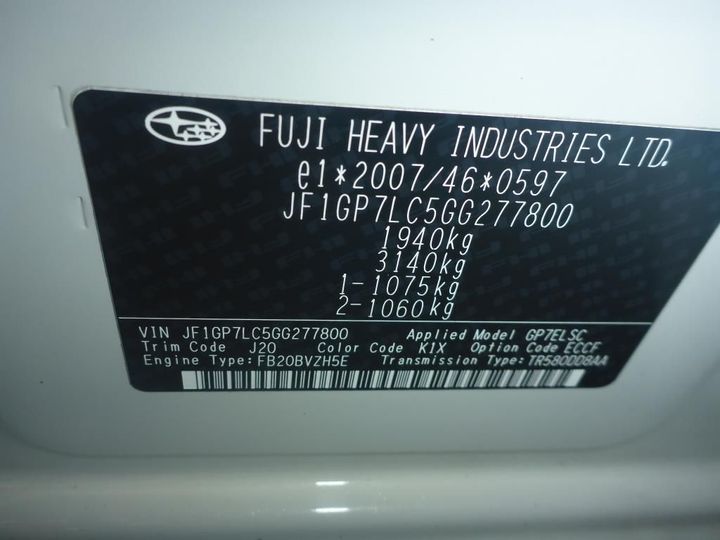 FUJI HEAVY INDUSTRIES LTD.
e1*2007/46*0597
JF1GP7LC5GG277800
1940kg
3140kg
1-1075kg
2-1060kg
VIN JF1GP7LC5GG277800 Applied Model GP7ELSC
Trim Code J20 Color Code K1X Option Code ECCF
Engine Type: FB20BVZH5E Transmission Type: TR580DD8AA